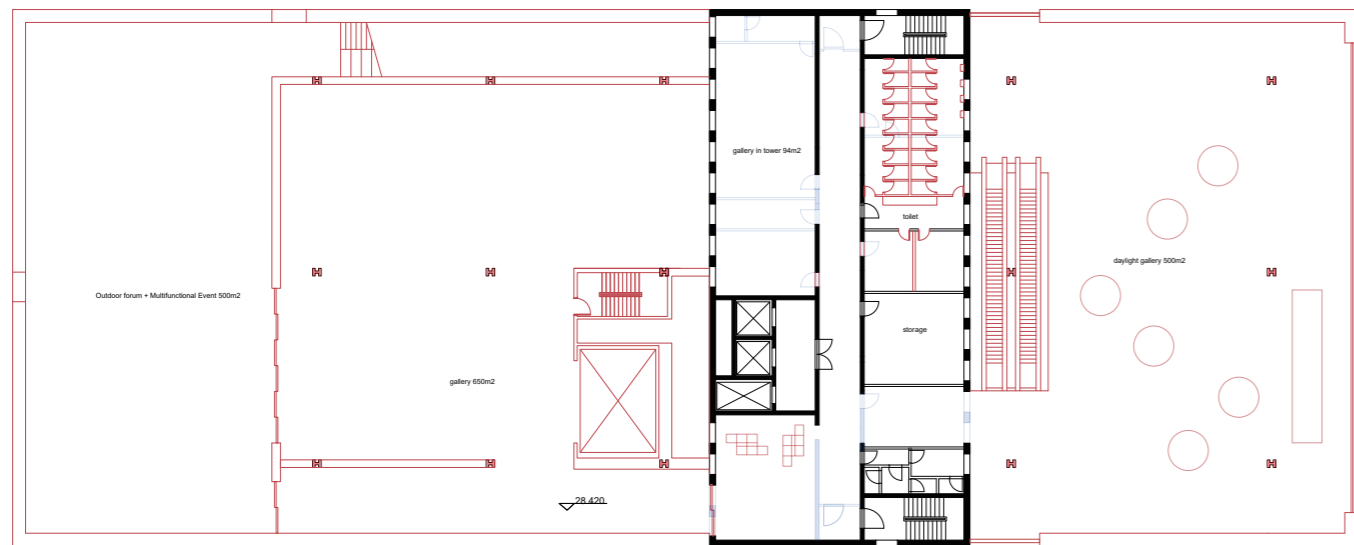 gallery in tower 94m2
toilet
daylight gallery 500m2
Outdoor forum + Multifunctional Event 500m2
storage
gallery 650m2
28.420